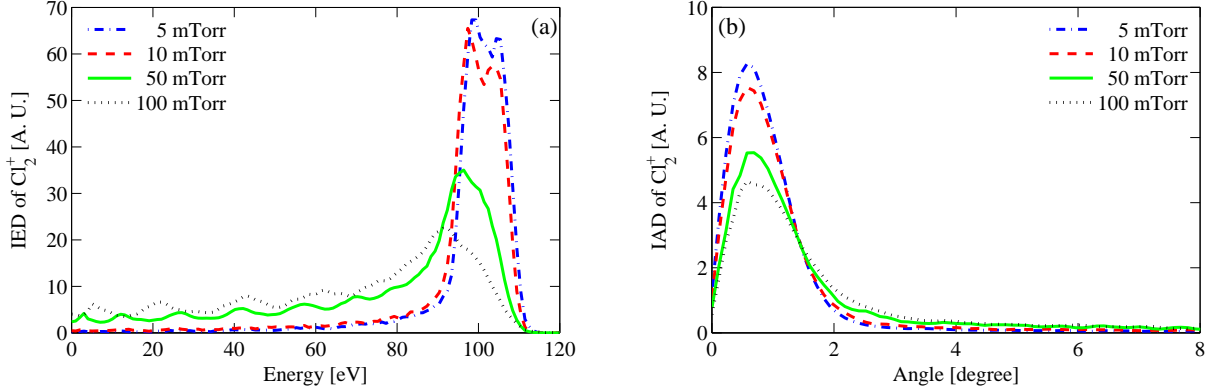 (a)
5 mTorr
10 mTorr
50 mTorr
100 mTorr
IED of Cl₂⁺ [A. U.]
70
60
50
40
30
20
10
0
0 20 40 60 80 100 120
Energy [eV]
(b)
5 mTorr
10 mTorr
50 mTorr
100 mTorr
IAD of Cl₂⁺ [A. U.]
10
8
6
4
2
0
0 2 4 6 8
Angle [degree]